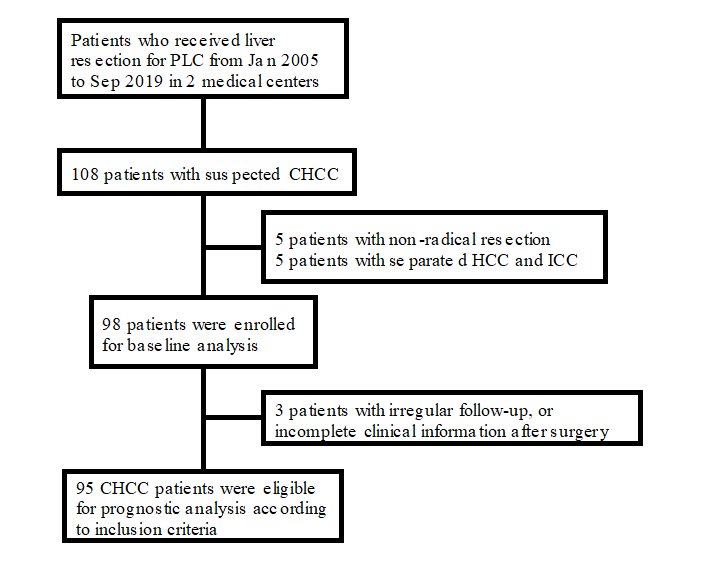 Patients who received liver
resection for PLC from Jan 2005
to Sep 2019 in 2 medical centers
108 patients with suspected CHCC
5 patients with non-radical resection
5 patients with separated HCC and ICC
98 patients were enrolled
for baseline analysis
3 patients with irregular follow-up, or
incomplete clinical information after surgery
95 CHCC patients were eligible
for prognostic analysis according
to inclusion criteria